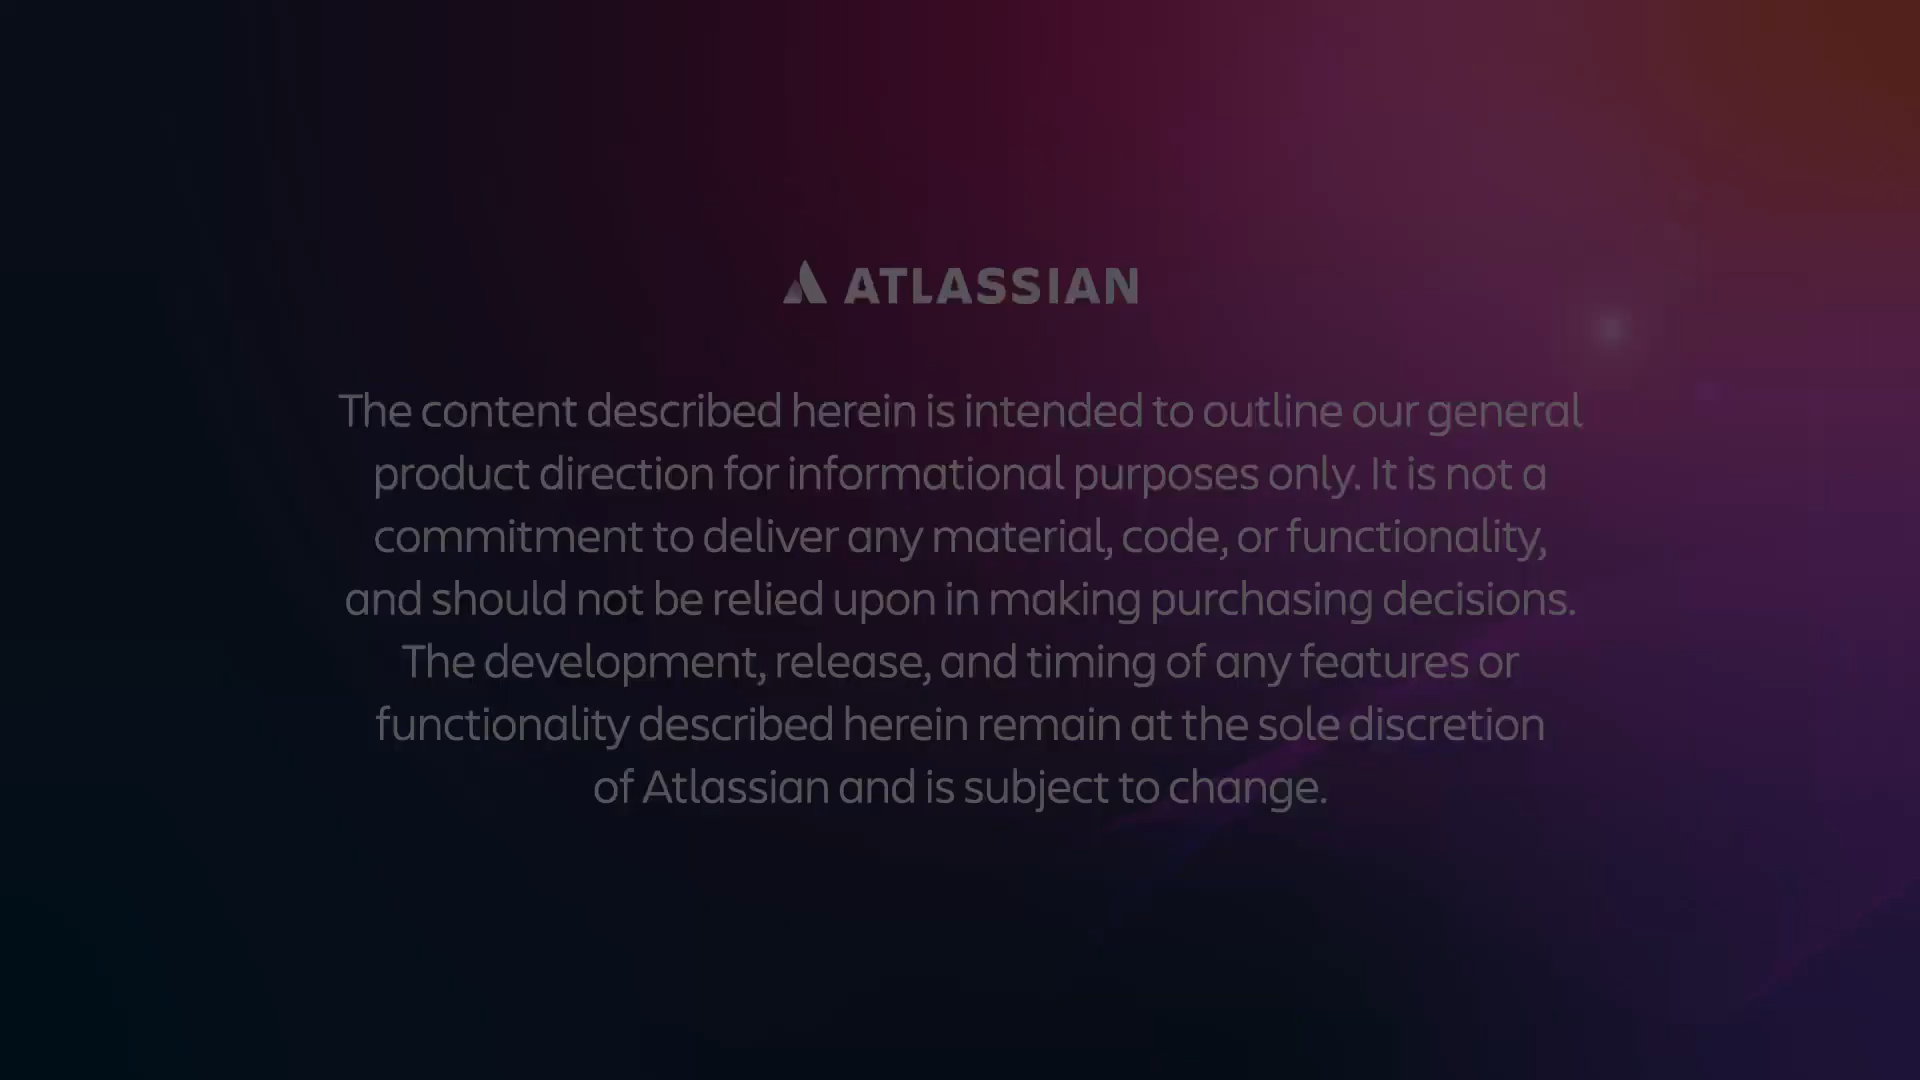 ATLASSIAN
The content described herein is intended to outline our general
product direction for informational purposes only. It is not a
commitment to deliver any material, code, or functionality,
and should not be relied upon in making purchasing decisions.
The development, release, and timing of any features or
functionality described herein remain at the sole discretion
of Atlassian and is subject to change.